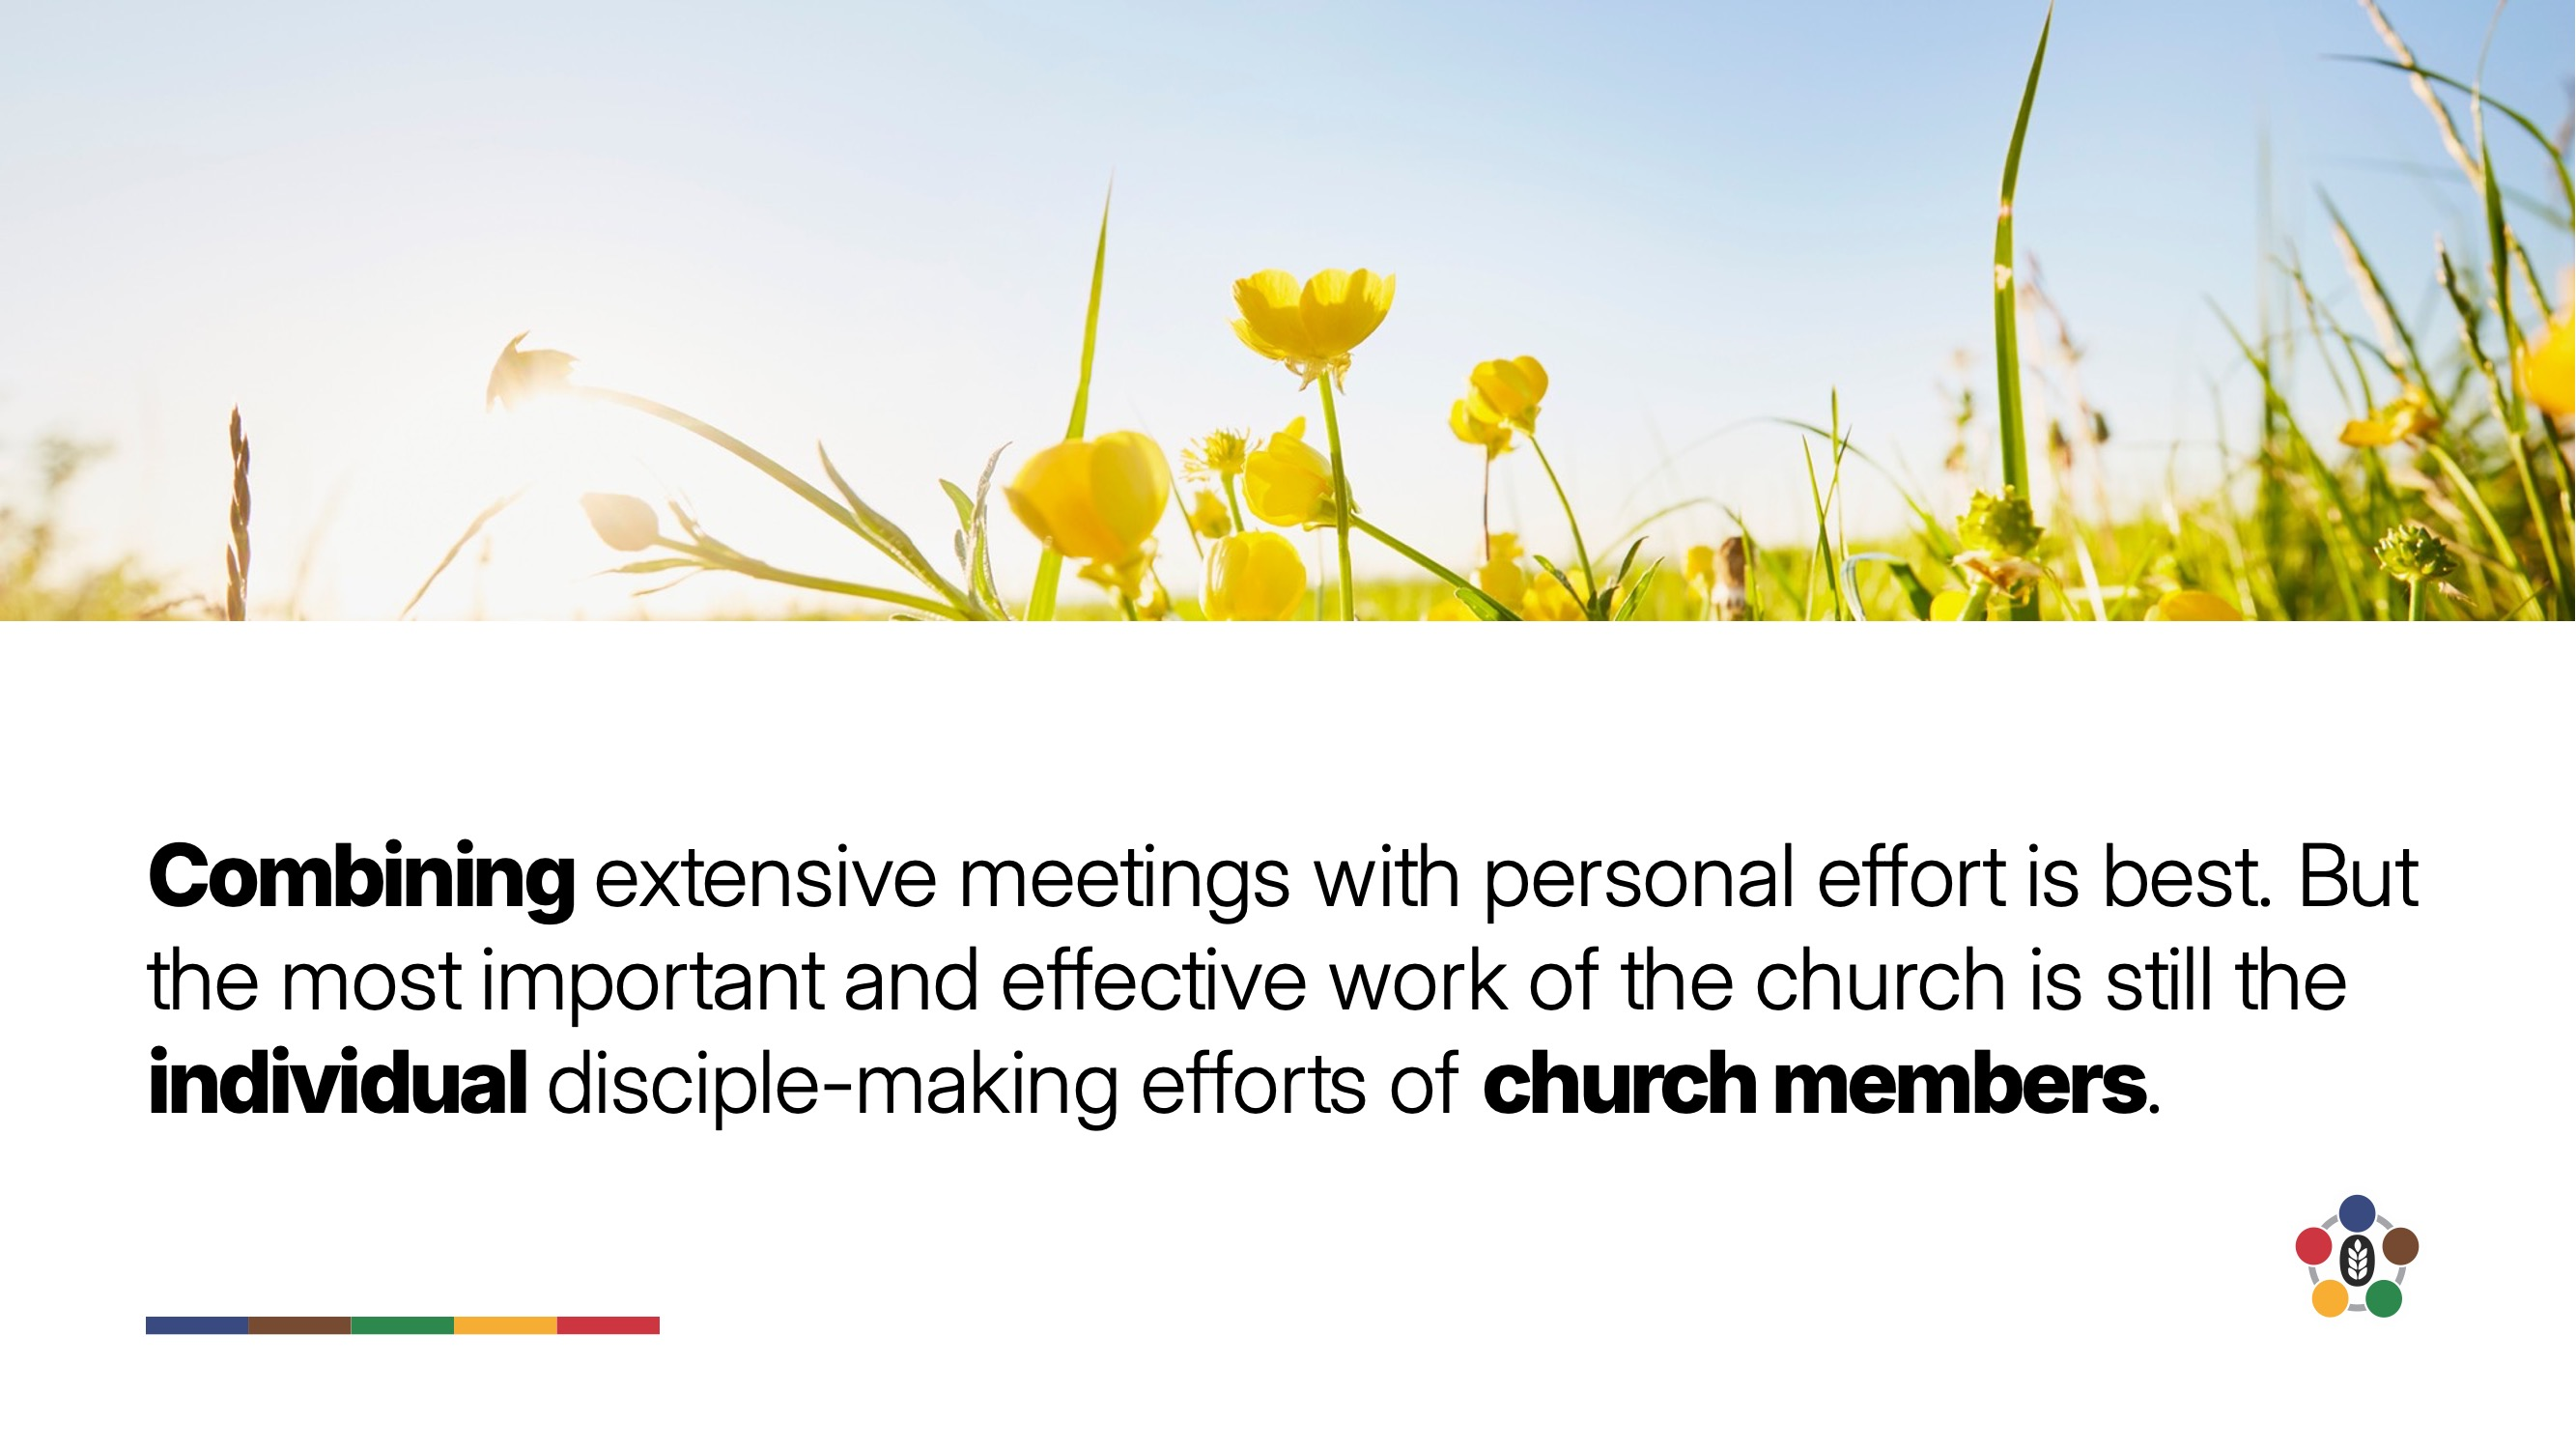 Combining extensive meetings with personal effort is best. But
the most important and effective work of the church is still the
individual disciple-making efforts of church members.